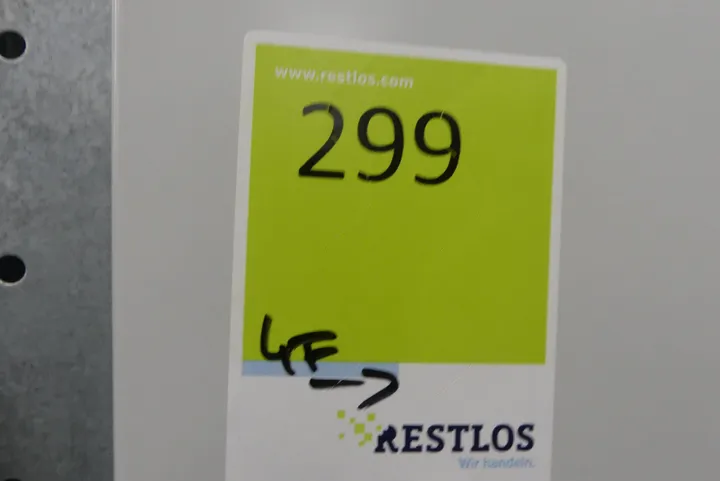 www.restlos.com
299
4F
→
RESTLOS
Wir handeln.